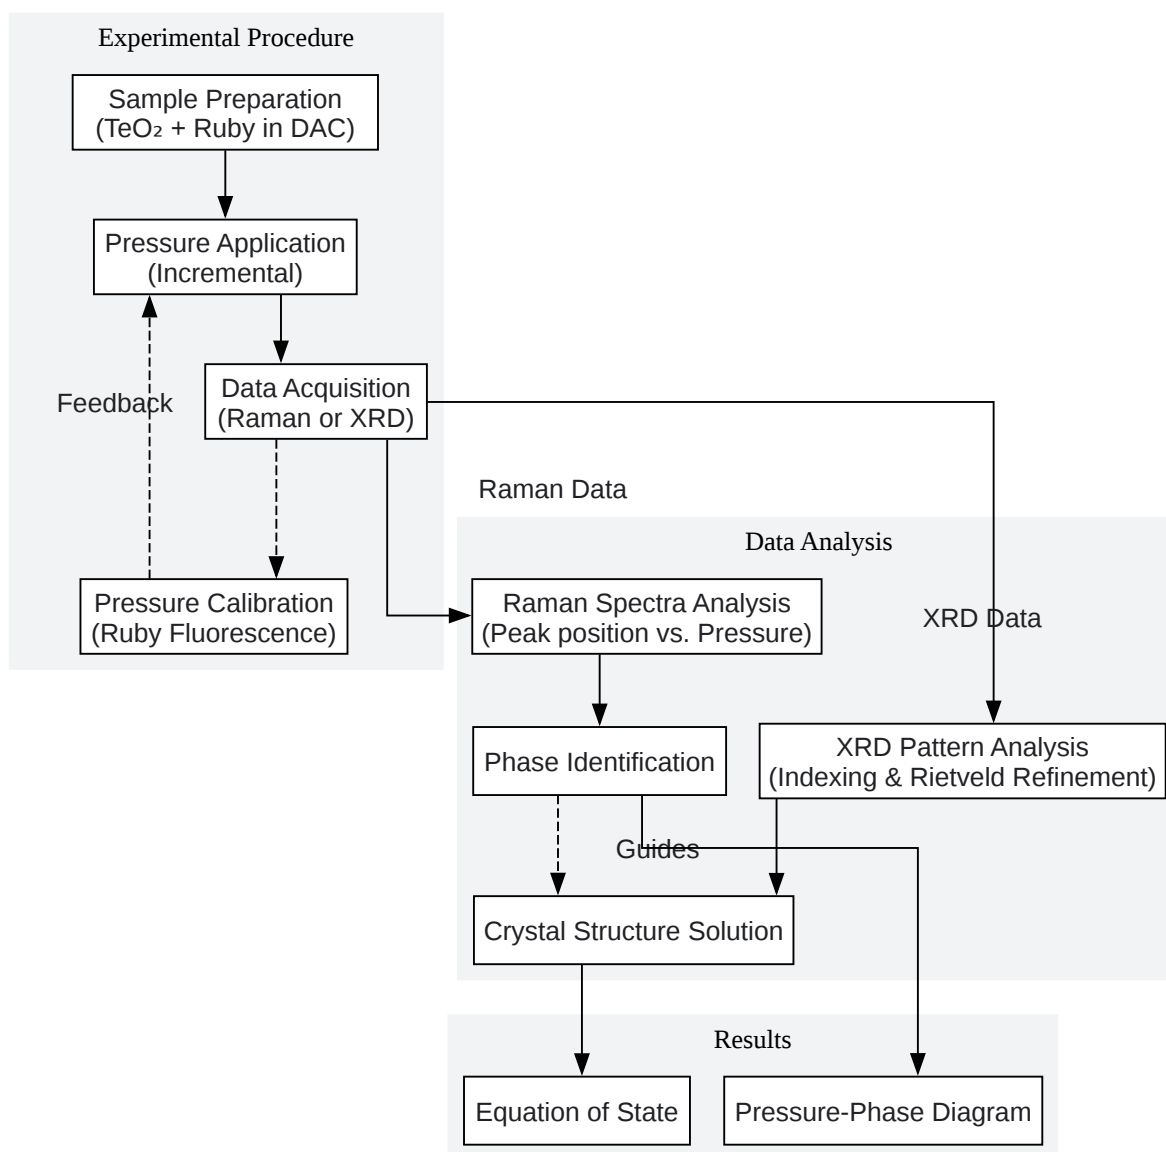 Experimental Procedure
Sample Preparation
(TeO₂ + Ruby in DAC)
Pressure Application
(Incremental)
Feedback
Data Acquisition
(Raman or XRD)
Raman Data
Data Analysis
Pressure Calibration
(Ruby Fluorescence)
Raman Spectra Analysis
(Peak position vs. Pressure)
XRD Data
Phase Identification
XRD Pattern Analysis
(Indexing & Rietveld Refinement)
Guides
Crystal Structure Solution
Results
Equation of State
Pressure-Phase Diagram